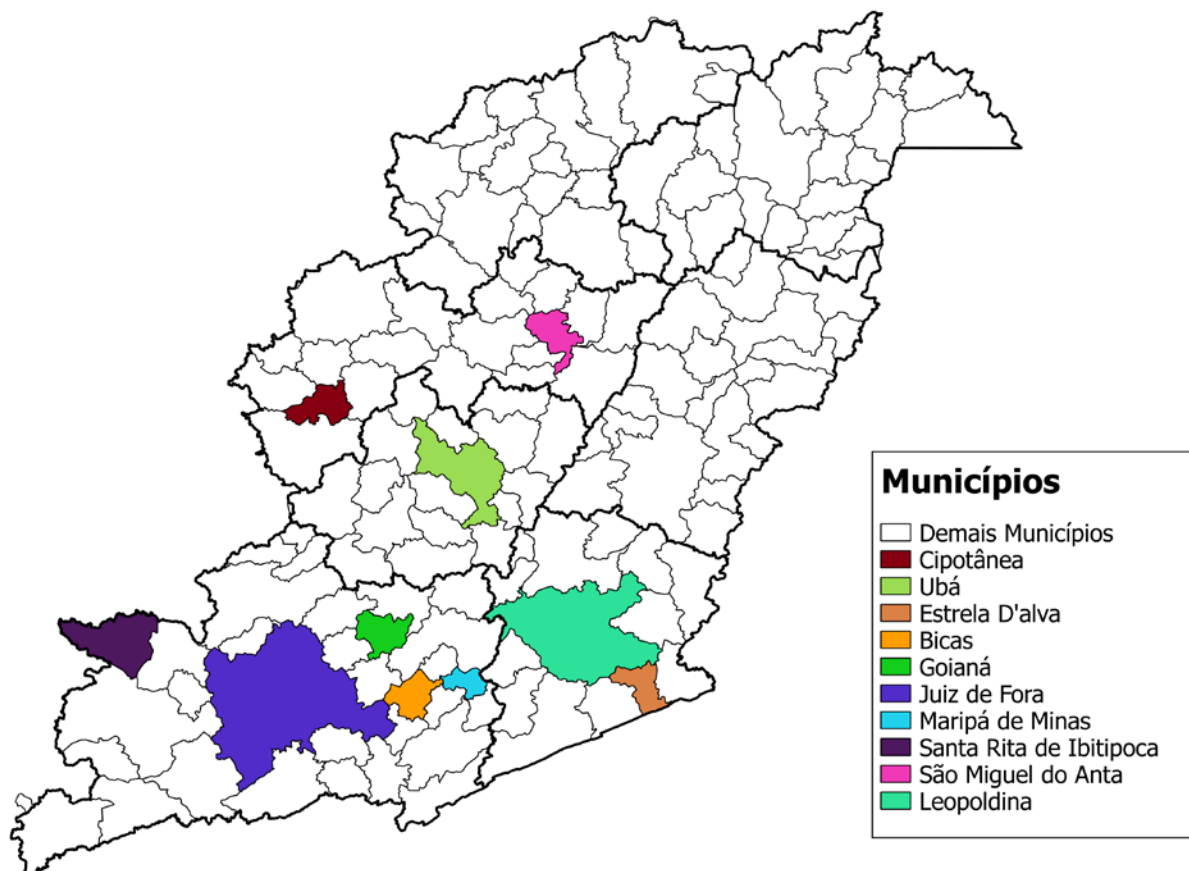 Municípios
Demais Municípios
Cipotânea
Ubá
Estrela D'alva
Bicas
Goianá
Juiz de Fora
Maripá de Minas
Santa Rita de Ibitipoca
São Miguel do Anta
Leopoldina